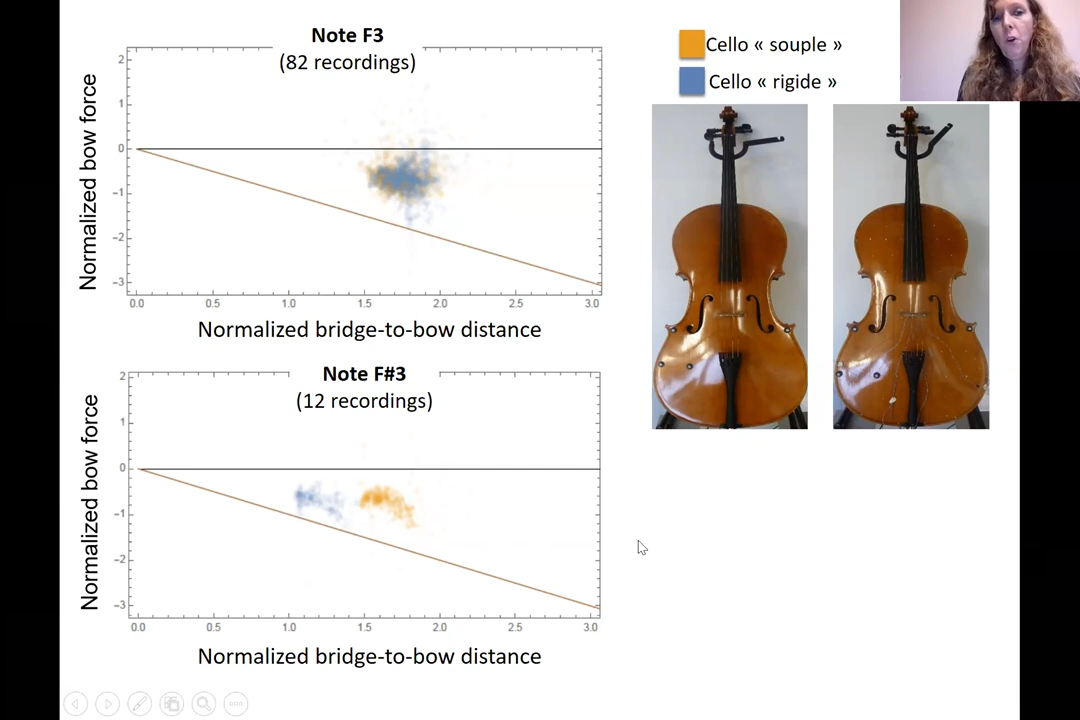 Note F3
(82 recordings)
Normalized bow force
2
1
0
−1
−2
−3
0.0 0.5 1.0 1.5 2.0 2.5 3.0
Normalized bridge-to-bow distance
Note F#3
(12 recordings)
Normalized bow force
2
1
0
−1
−2
−3
0.0 0.5 1.0 1.5 2.0 2.5 3.0
Normalized bridge-to-bow distance
Cello « souple »
Cello « rigide »